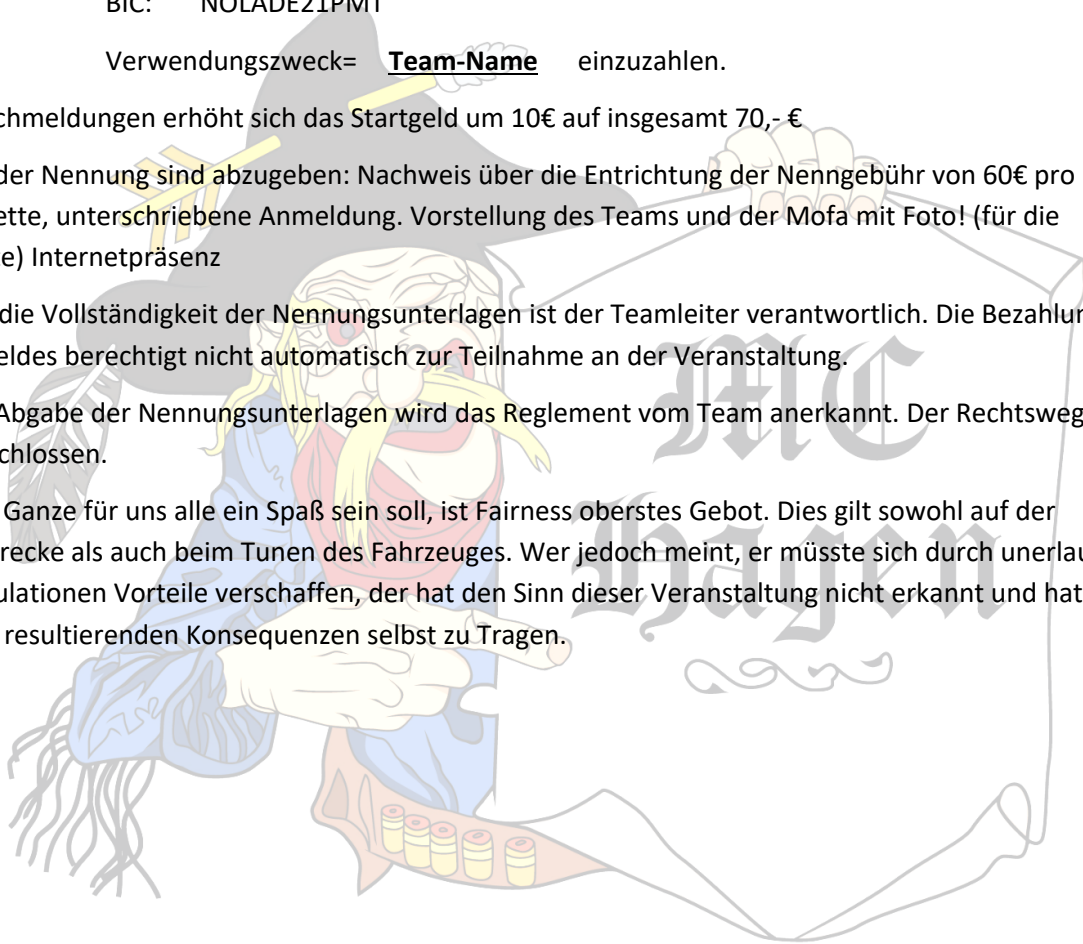 BIC: NOLADE21PMT
Verwendungszweck= Team-Name einzuzahlen.
chmeldungen erhöht sich das Startgeld um 10€ auf insgesamt 70,- €
der Nennung sind abzugeben: Nachweis über die Entrichtung der Nenngebühr von 60€ pro
ette, unterschriebene Anmeldung. Vorstellung des Teams und der Mofa mit Foto! (für die
e) Internetpräsenz
die Vollständigkeit der Nennungsunterlagen ist der Teamleiter verantwortlich. Die Bezahlun
eldes berechtigt nicht automatisch zur Teilnahme an der Veranstaltung.
Abgabe der Nennungsunterlagen wird das Reglement vom Team anerkannt. Der Rechtsweg
chlossen.
Ganze für uns alle ein Spaß sein soll, ist Fairness oberstes Gebot. Dies gilt sowohl auf der
recke als auch beim Tunen des Fahrzeuges. Wer jedoch meint, er müsste sich durch unerlau
ulationen Vorteile verschaffen, der hat den Sinn dieser Veranstaltung nicht erkannt und hat
resultierenden Konsequenzen selbst zu Tragen.
MC
Hagen